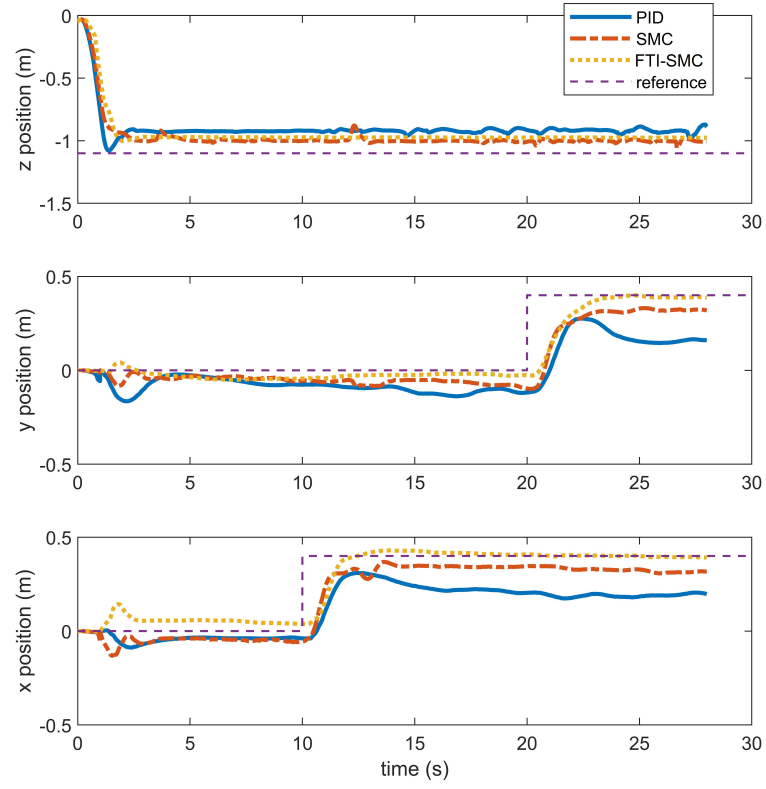 PID
SMC
FTI-SMC
reference
z position (m)
0
-0.5
-1
-1.5
0 5 10 15 20 25 30
y position (m)
0.5
0
-0.5
0 5 10 15 20 25 30
x position (m)
0.5
0
-0.5
0 5 10 15 20 25 30
time (s)